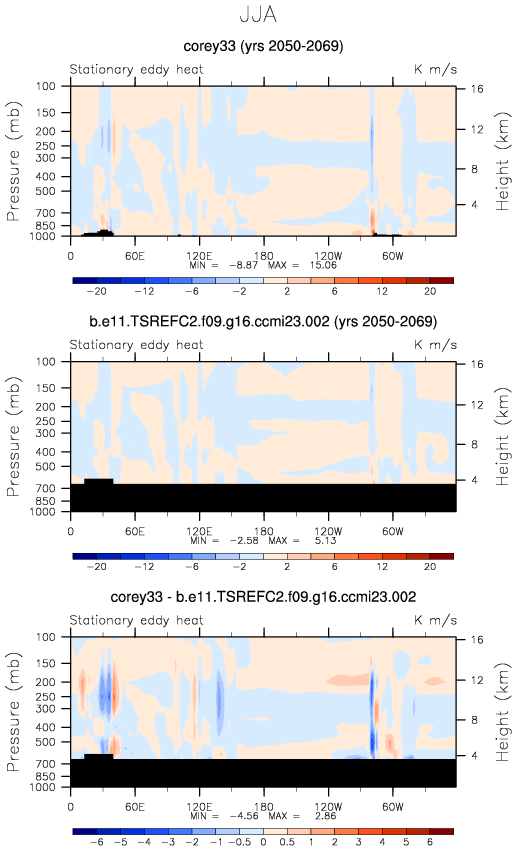 JJA
corey33 (yrs 2050-2069)
Stationary eddy heat K m/s
Pressure (mb)
100
150
200
250
300
400
500
700
850
1000
16
12
8
4
Height (km)
0 60E 120E 180 120W 60W
MIN = -8.87 MAX = 15.06
-20 -12 -6 -2 2 6 12 20
b.e11.TSREFC2.f09.g16.ccmi23.002 (yrs 2050-2069)
Stationary eddy heat K m/s
Pressure (mb)
100
150
200
250
300
400
500
700
850
1000
16
12
8
4
Height (km)
0 60E 120E 180 120W 60W
MIN = -2.58 MAX = 5.13
-20 -12 -6 -2 2 6 12 20
corey33 - b.e11.TSREFC2.f09.g16.ccmi23.002
Stationary eddy heat K m/s
Pressure (mb)
100
150
200
250
300
400
500
700
850
1000
16
12
8
4
Height (km)
0 60E 120E 180 120W 60W
MIN = -4.56 MAX = 2.86
-6 -5 -4 -3 -2 -1 -0.5 0 0.5 1 2 3 4 5 6